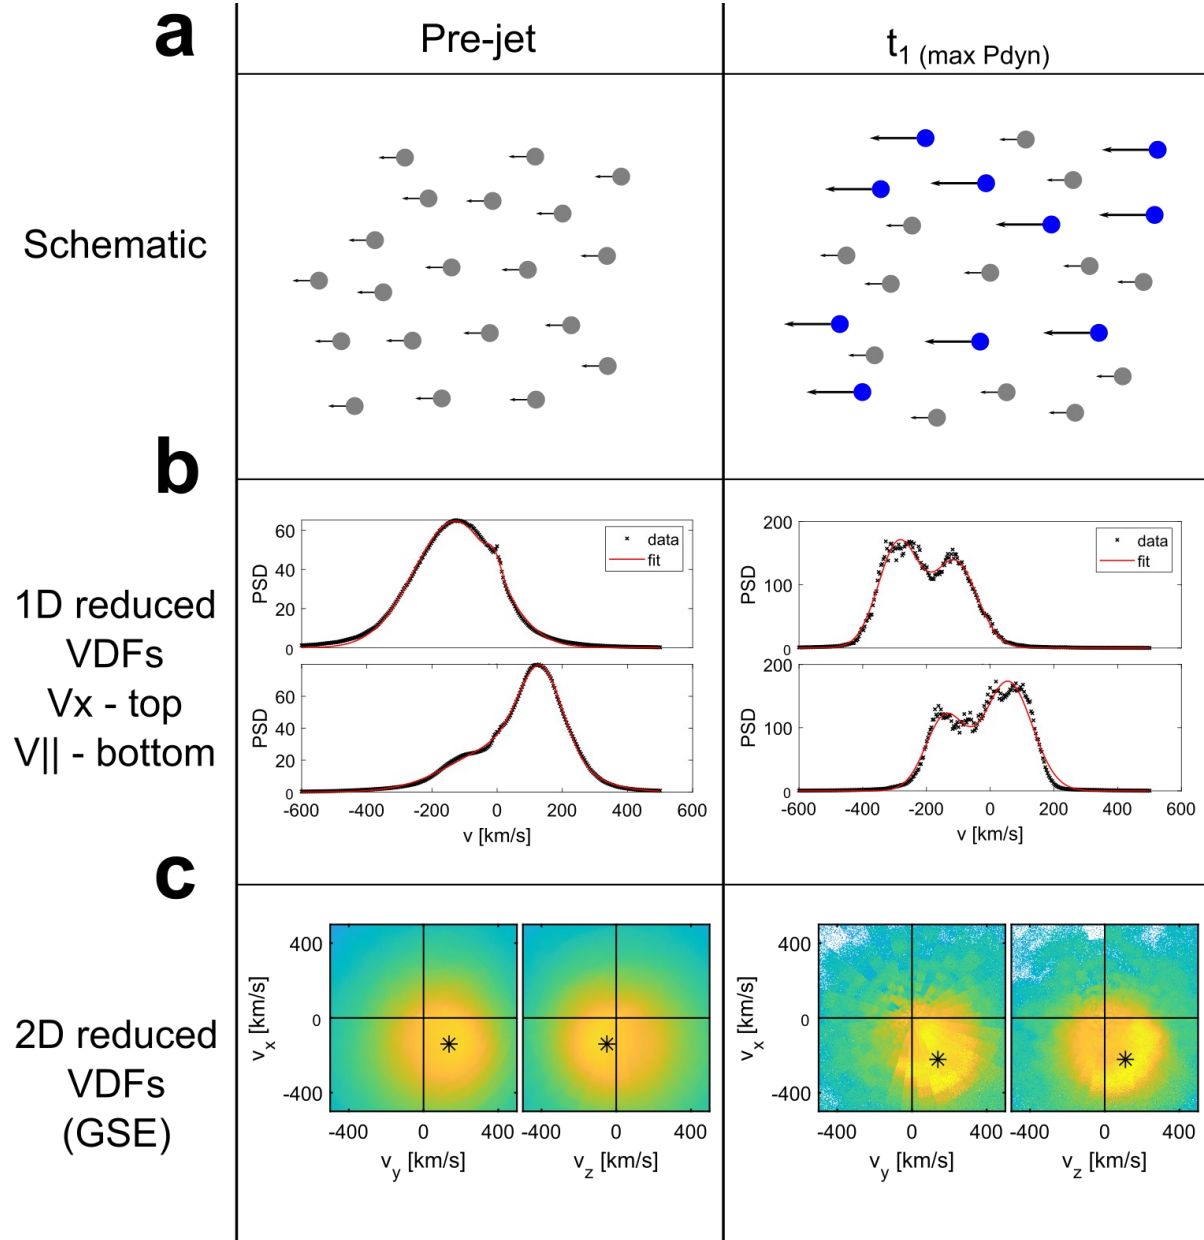 a
Pre-jet
t1 (max Pdyn)
Schematic
b
1D reduced
VDFs
Vx - top
V|| - bottom
PSD
60
40
20
0
data
fit
PSD
60
40
20
0
-600 -400 -200 0 200 400 600
v [km/s]
PSD
200
100
0
data
fit
PSD
200
100
0
-600 -400 -200 0 200 400 600
v [km/s]
c
2D reduced
VDFs
(GSE)
vx [km/s]
400
0
-400
-400 0 400
vy [km/s]
-400 0 400
vz [km/s]
vx [km/s]
400
0
-400
-400 0 400
vy [km/s]
-400 0 400
vz [km/s]